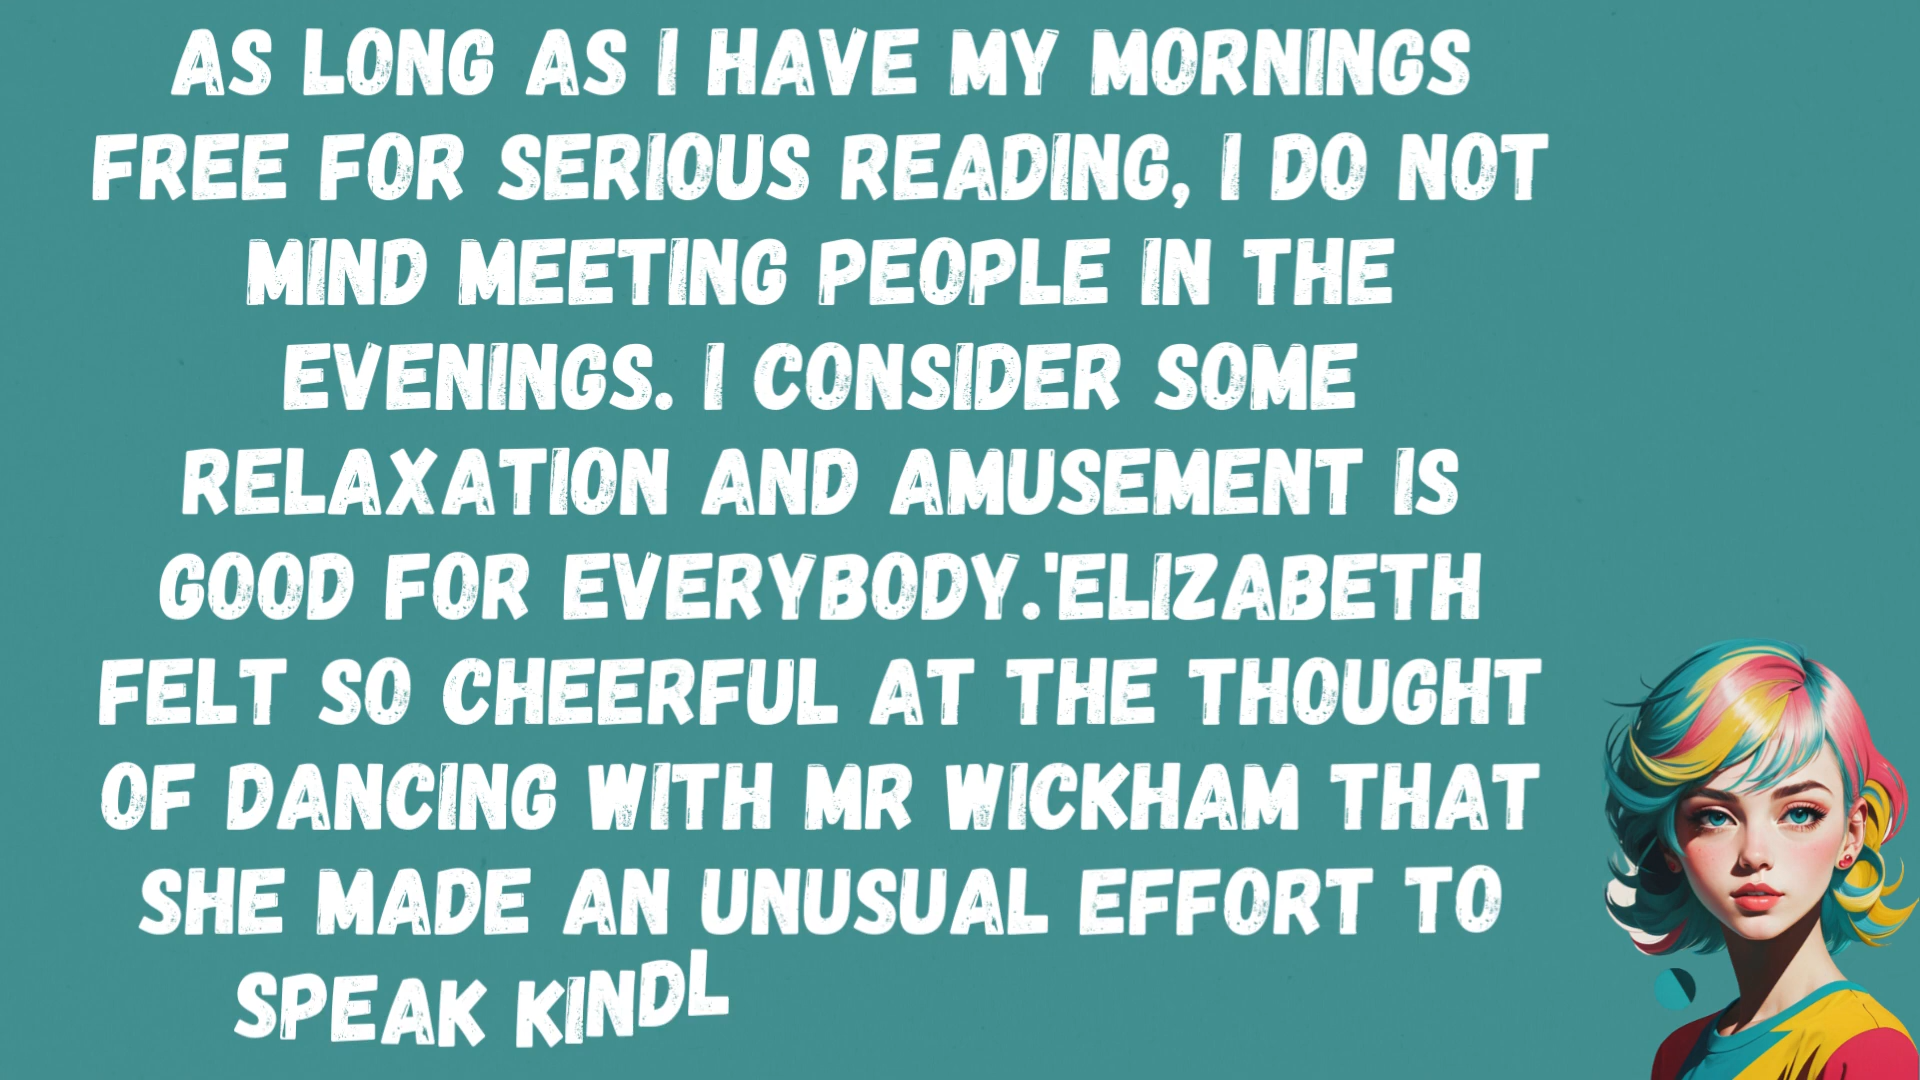 AS LONG AS I HAVE MY MORNINGS
FREE FOR SERIOUS READING, I DO NOT
MIND MEETING PEOPLE IN THE
EVENINGS. I CONSIDER SOME
RELAXATION AND AMUSEMENT IS
GOOD FOR EVERYBODY.'ELIZABETH
FELT SO CHEERFUL AT THE THOUGHT
OF DANCING WITH MR WICKHAM THAT
SHE MADE AN UNUSUAL EFFORT TO
SPEAK KINDL